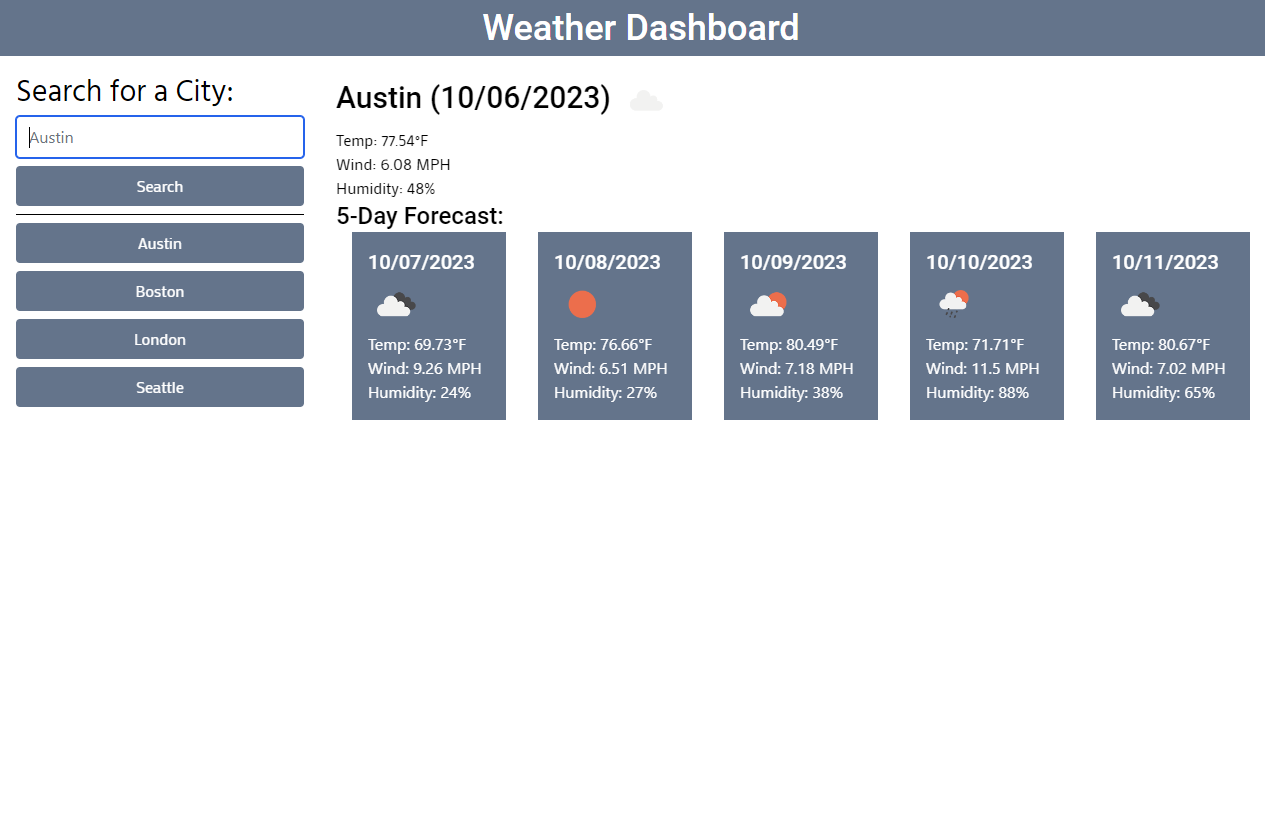 Weather Dashboard
Search for a City:
Austin
Search
Austin
Boston
London
Seattle
Austin (10/06/2023)
Temp: 77.54°F
Wind: 6.08 MPH
Humidity: 48%
5-Day Forecast:
10/07/2023
Temp: 69.73°F
Wind: 9.26 MPH
Humidity: 24%
10/08/2023
Temp: 76.66°F
Wind: 6.51 MPH
Humidity: 27%
10/09/2023
Temp: 80.49°F
Wind: 7.18 MPH
Humidity: 38%
10/10/2023
Temp: 71.71°F
Wind: 11.5 MPH
Humidity: 88%
10/11/2023
Temp: 80.67°F
Wind: 7.02 MPH
Humidity: 65%